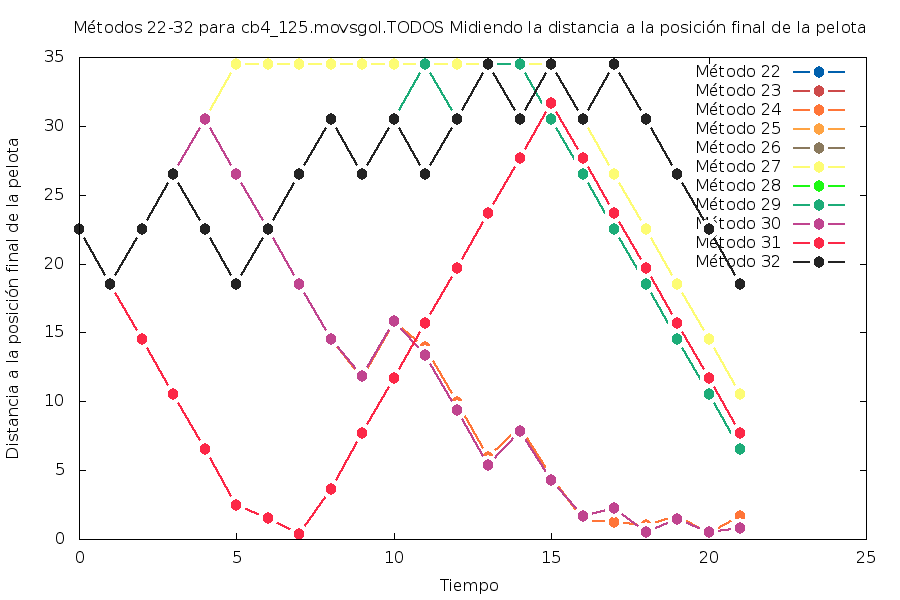 Métodos 22-32 para cb4_125.movsgol.TODOS Midiendo la distancia a la posición final de la pelota
35
30
25
20
15
10
5
0
Distancia a la posición final de la pelota
Método 22
Método 23
Método 24
Método 25
Método 26
Método 27
Método 28
Método 29
Método 30
Método 31
Método 32
0 5 10 15 20 25
Tiempo